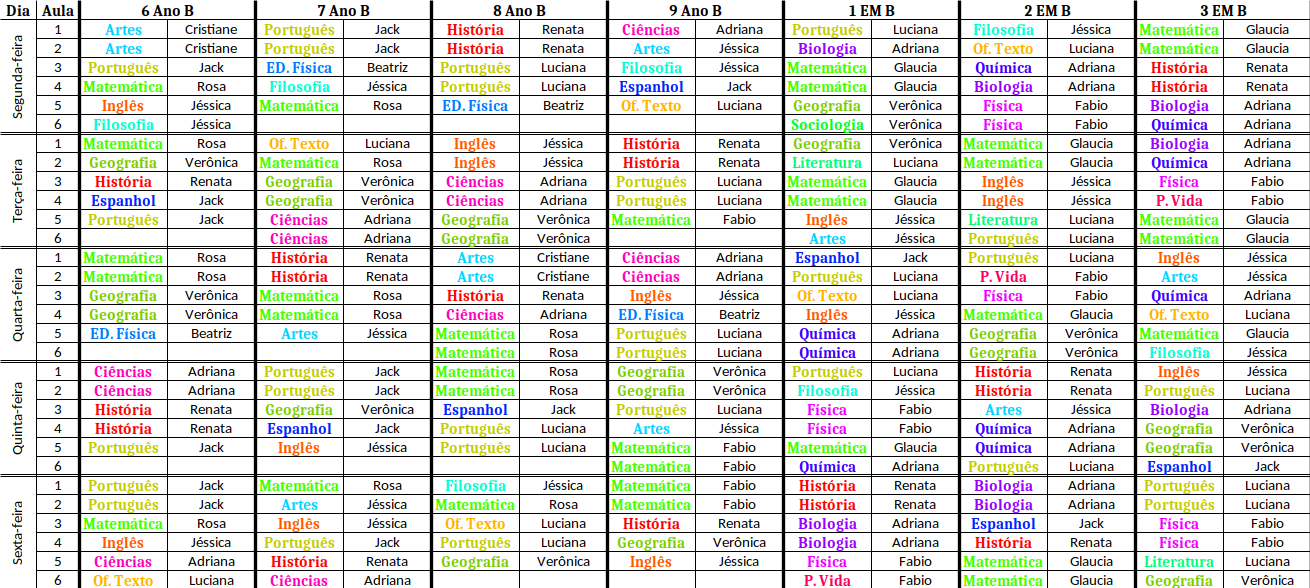 Dia Aula 6 Ano B 7 Ano B 8 Ano B 9 Ano B 1 EM B 2 EM B 3 EM B
Segunda-feira
1 Artes Cristiane Português Jack História Renata Ciências Adriana Português Luciana Filosofia Jéssica Matemática Glaucia
2 Artes Cristiane Português Jack História Renata Artes Jéssica Biologia Adriana Of. Texto Luciana Matemática Glaucia
3 Português Jack ED. Física Beatriz Português Luciana Filosofia Jéssica Matemática Glaucia Química Adriana História Renata
4 Matemática Rosa Filosofia Jéssica Português Luciana Espanhol Jack Matemática Glaucia Biologia Adriana História Renata
5 Inglês Jéssica Matemática Rosa ED. Física Beatriz Of. Texto Luciana Geografia Verônica Física Fabio Biologia Adriana
6 Filosofia Jéssica Sociologia Verônica Física Fabio Química Adriana
Terça-feira
1 Matemática Rosa Of. Texto Luciana Inglês Jéssica História Renata Geografia Verônica Matemática Glaucia Biologia Adriana
2 Geografia Verônica Matemática Rosa Inglês Jéssica História Renata Literatura Luciana Matemática Glaucia Química Adriana
3 História Renata Geografia Verônica Ciências Adriana Português Luciana Matemática Glaucia Inglês Jéssica Física Fabio
4 Espanhol Jack Geografia Verônica Ciências Adriana Português Luciana Matemática Glaucia Inglês Jéssica P. Vida Fabio
5 Português Jack Ciências Adriana Geografia Verônica Matemática Fabio Inglês Jéssica Literatura Luciana Matemática Glaucia
6 Ciências Adriana Geografia Verônica Artes Jéssica Português Luciana Matemática Glaucia
Quarta-feira
1 Matemática Rosa História Renata Artes Cristiane Ciências Adriana Espanhol Jack Português Luciana Inglês Jéssica
2 Matemática Rosa História Renata Artes Cristiane Ciências Adriana Português Luciana P. Vida Fabio Artes Jéssica
3 Geografia Verônica Matemática Rosa História Renata Inglês Jéssica Of. Texto Luciana Física Fabio Química Adriana
4 Geografia Verônica Matemática Rosa Ciências Adriana ED. Física Beatriz Inglês Jéssica Matemática Glaucia Of. Texto Luciana
5 ED. Física Beatriz Artes Jéssica Matemática Rosa Português Luciana Química Adriana Geografia Verônica Matemática Glaucia
6 Matemática Rosa Português Luciana Química Adriana Geografia Verônica Filosofia Jéssica
Quinta-feira
1 Ciências Adriana Português Jack Matemática Rosa Geografia Verônica Português Luciana História Renata Inglês Jéssica
2 Ciências Adriana Português Jack Matemática Rosa Geografia Verônica Filosofia Jéssica História Renata Português Luciana
3 História Renata Geografia Verônica Espanhol Jack Português Luciana Física Fabio Artes Jéssica Biologia Adriana
4 História Renata Espanhol Jack Português Luciana Artes Jéssica Física Fabio Química Adriana Geografia Verônica
5 Português Jack Inglês Jéssica Português Luciana Matemática Fabio Matemática Glaucia Química Adriana Geografia Verônica
6 Matemática Fabio Química Adriana Português Luciana Espanhol Jack
Sexta-feira
1 Português Jack Matemática Rosa Filosofia Jéssica Matemática Fabio História Renata Biologia Adriana Português Luciana
2 Português Jack Artes Jéssica Matemática Rosa Matemática Fabio História Renata Biologia Adriana Português Luciana
3 Matemática Rosa Inglês Jéssica Of. Texto Luciana História Renata Biologia Adriana Espanhol Jack Física Fabio
4 Inglês Jéssica Português Jack Português Luciana Geografia Verônica Biologia Adriana História Renata Física Fabio
5 Ciências Adriana História Renata Geografia Verônica Inglês Jéssica Física Fabio Matemática Glaucia Literatura Luciana
6 Of. Texto Luciana Ciências Adriana P. Vida Fabio Matemática Glaucia Geografia Verônica